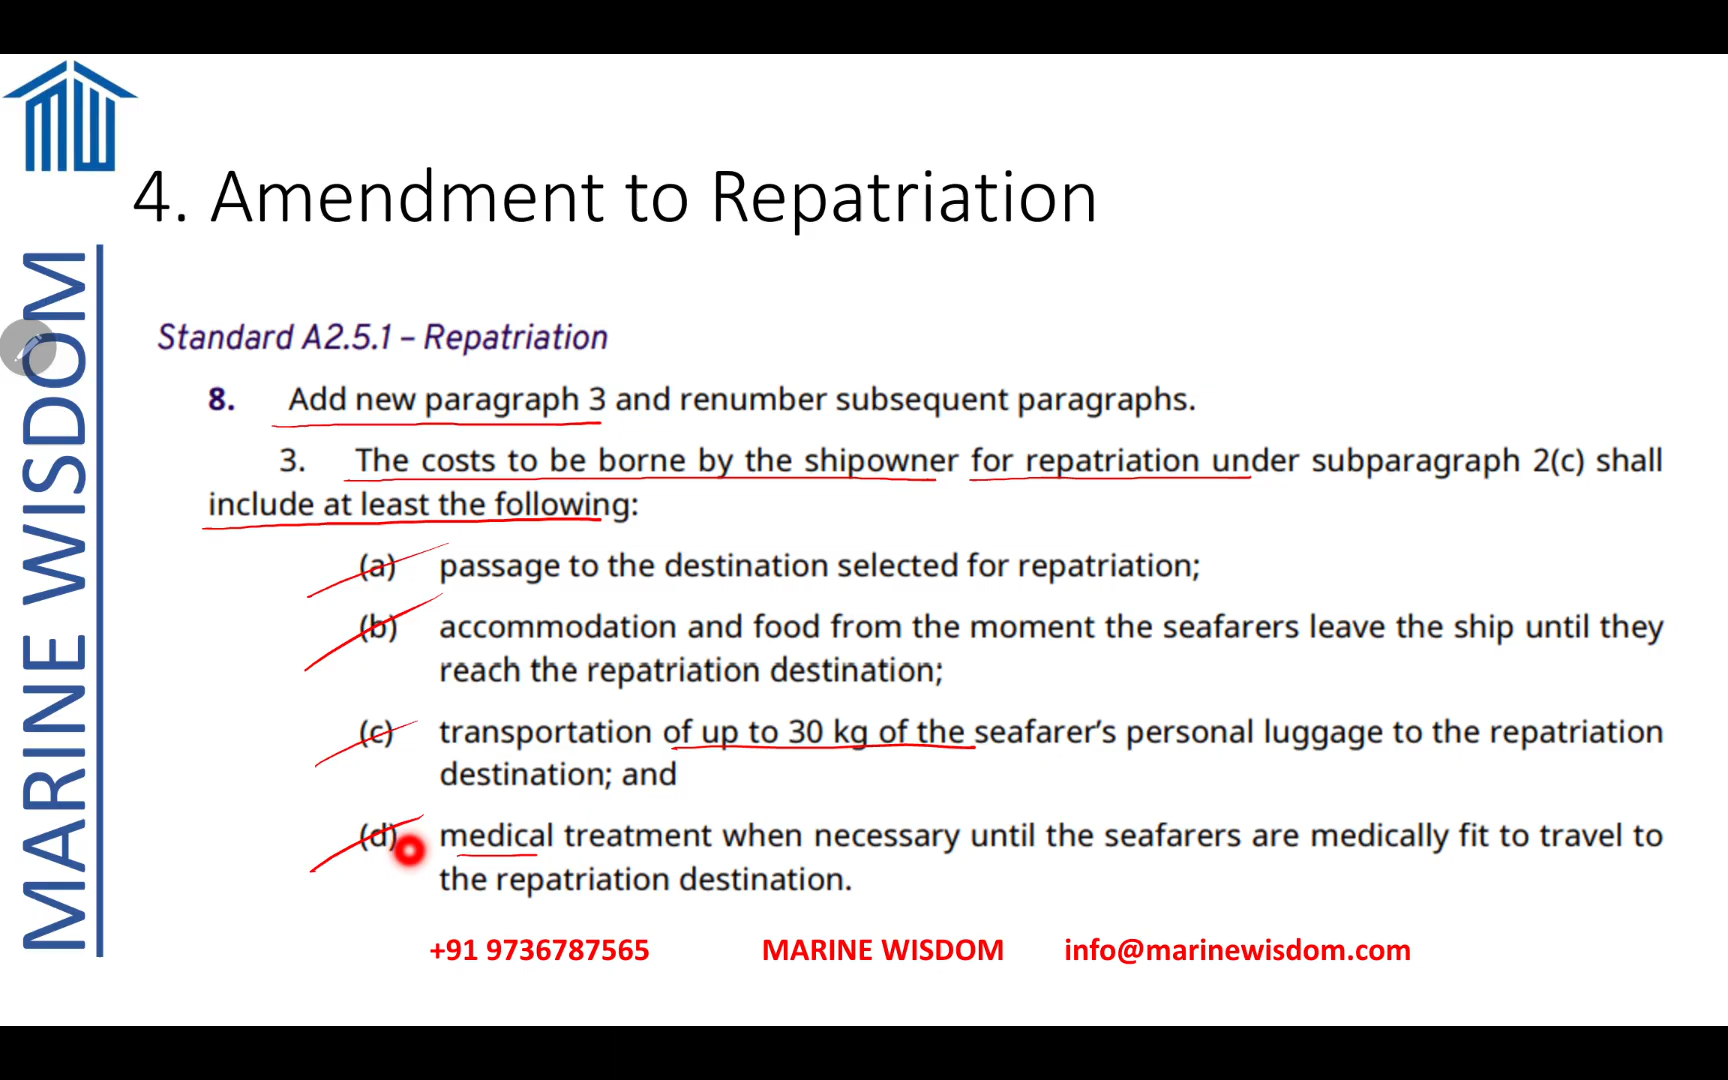 MW
4. Amendment to Repatriation
MARINE WISDOM
Standard A2.5.1 – Repatriation
8. Add new paragraph 3 and renumber subsequent paragraphs.
3. The costs to be borne by the shipowner for repatriation under subparagraph 2(c) shall
include at least the following:
(a) passage to the destination selected for repatriation;
(b) accommodation and food from the moment the seafarers leave the ship until they
reach the repatriation destination;
(c) transportation of up to 30 kg of the seafarer’s personal luggage to the repatriation
destination; and
(d) medical treatment when necessary until the seafarers are medically fit to travel to
the repatriation destination.
+91 9736787565 MARINE WISDOM info@marinewisdom.com